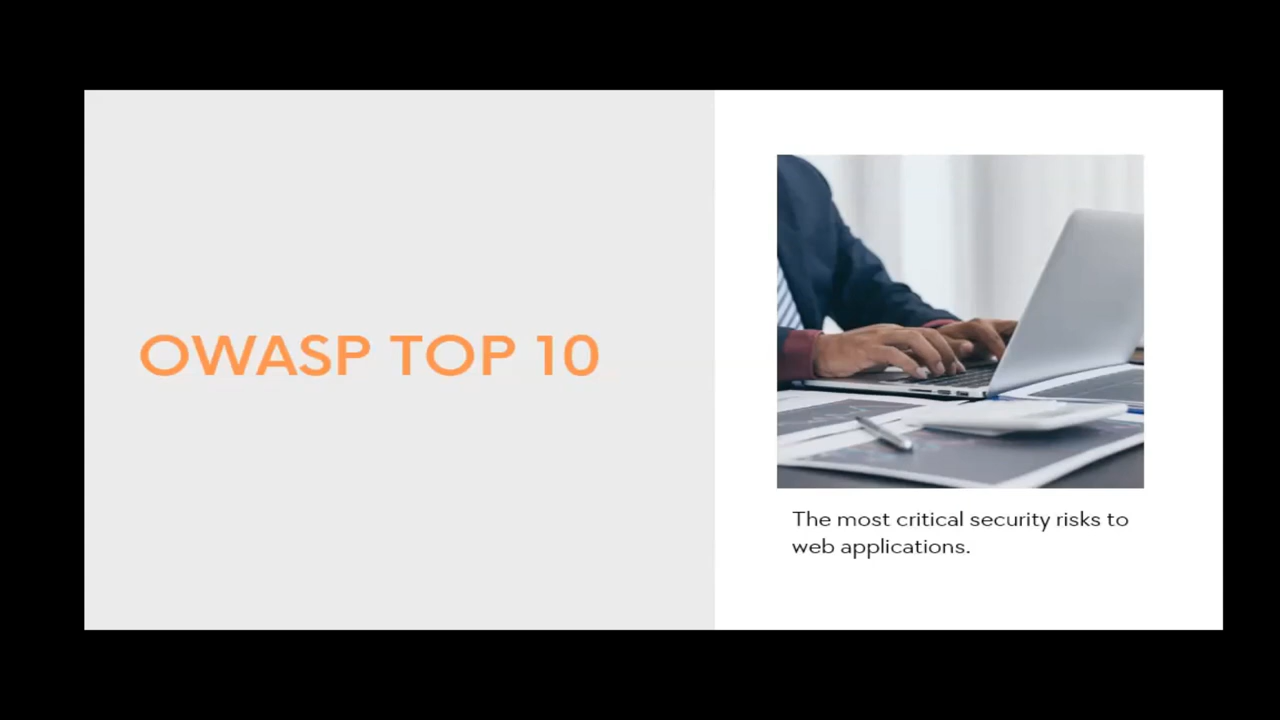 OWASP TOP 10
The most critical security risks to
web applications.